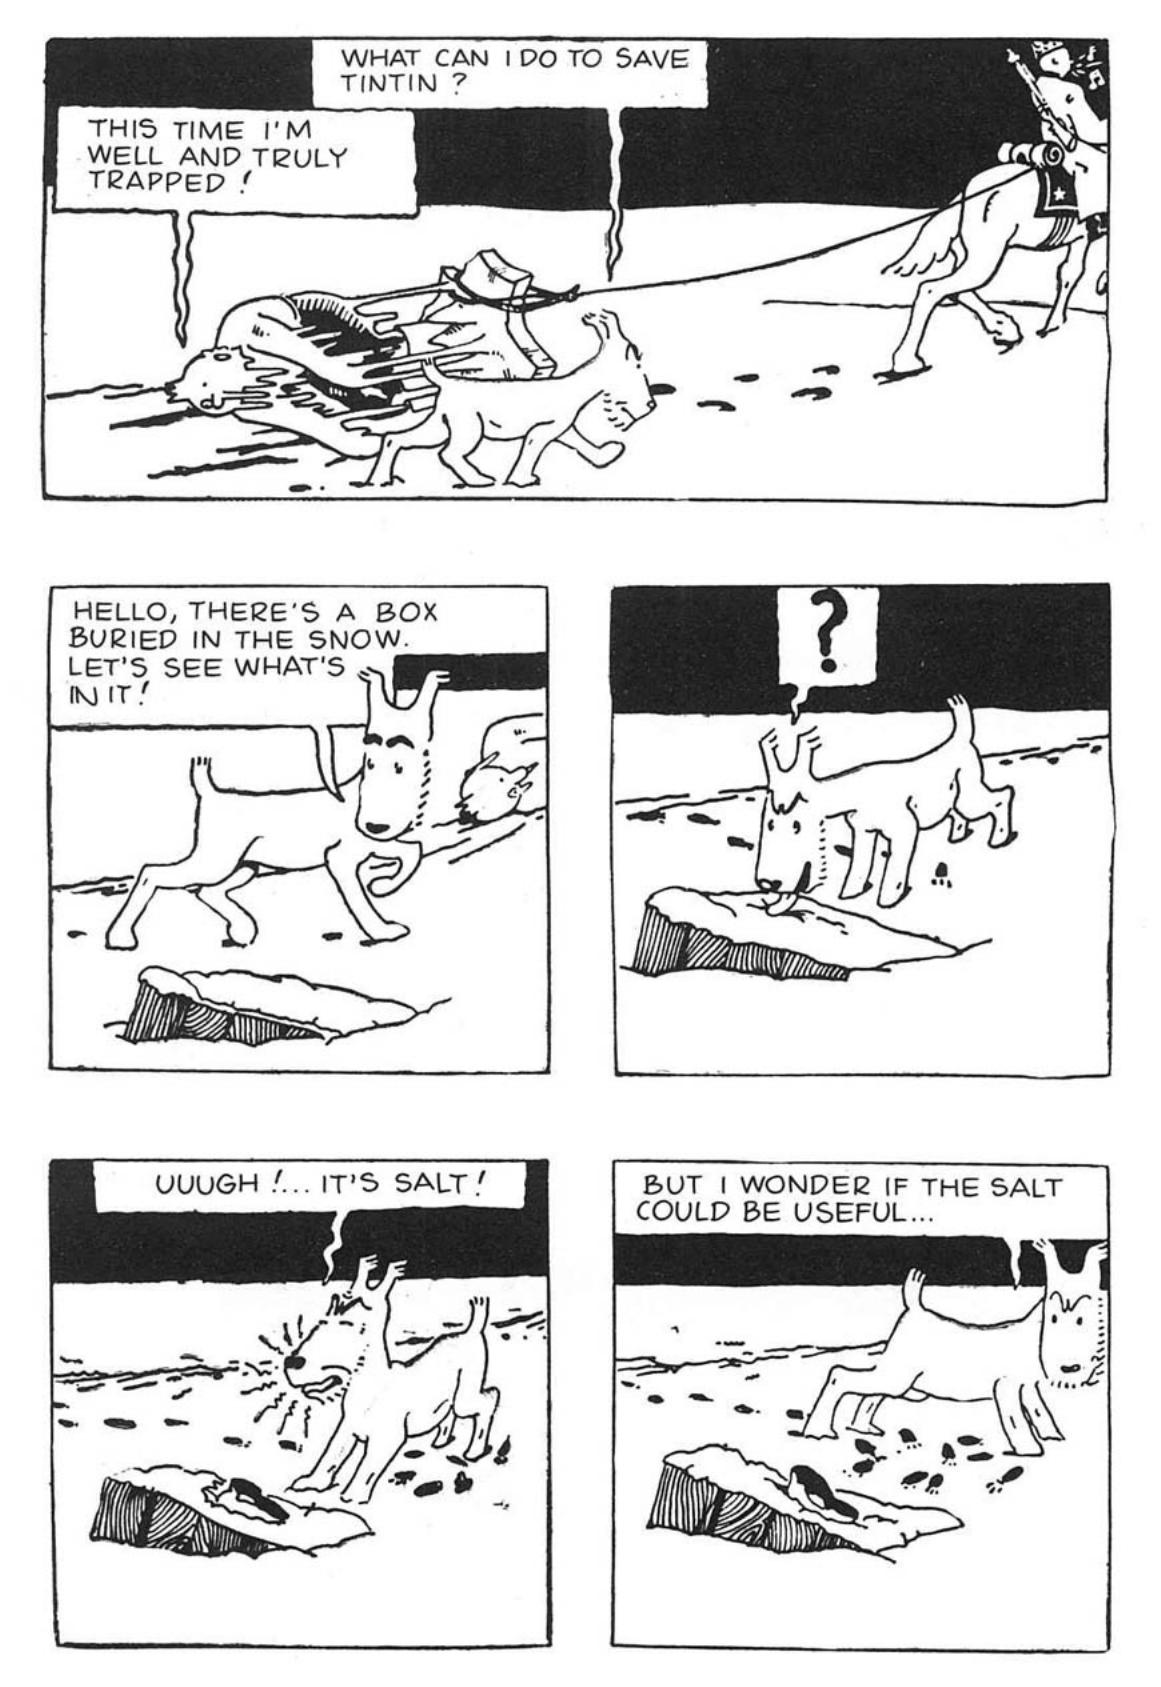 WHAT CAN I DO TO SAVE
TINTIN ?
THIS TIME I'M
WELL AND TRULY
TRAPPED !
HELLO, THERE'S A BOX
BURIED IN THE SNOW.
LET'S SEE WHAT'S
IN IT !
?
UUUGH !... IT'S SALT !
BUT I WONDER IF THE SALT
COULD BE USEFUL...